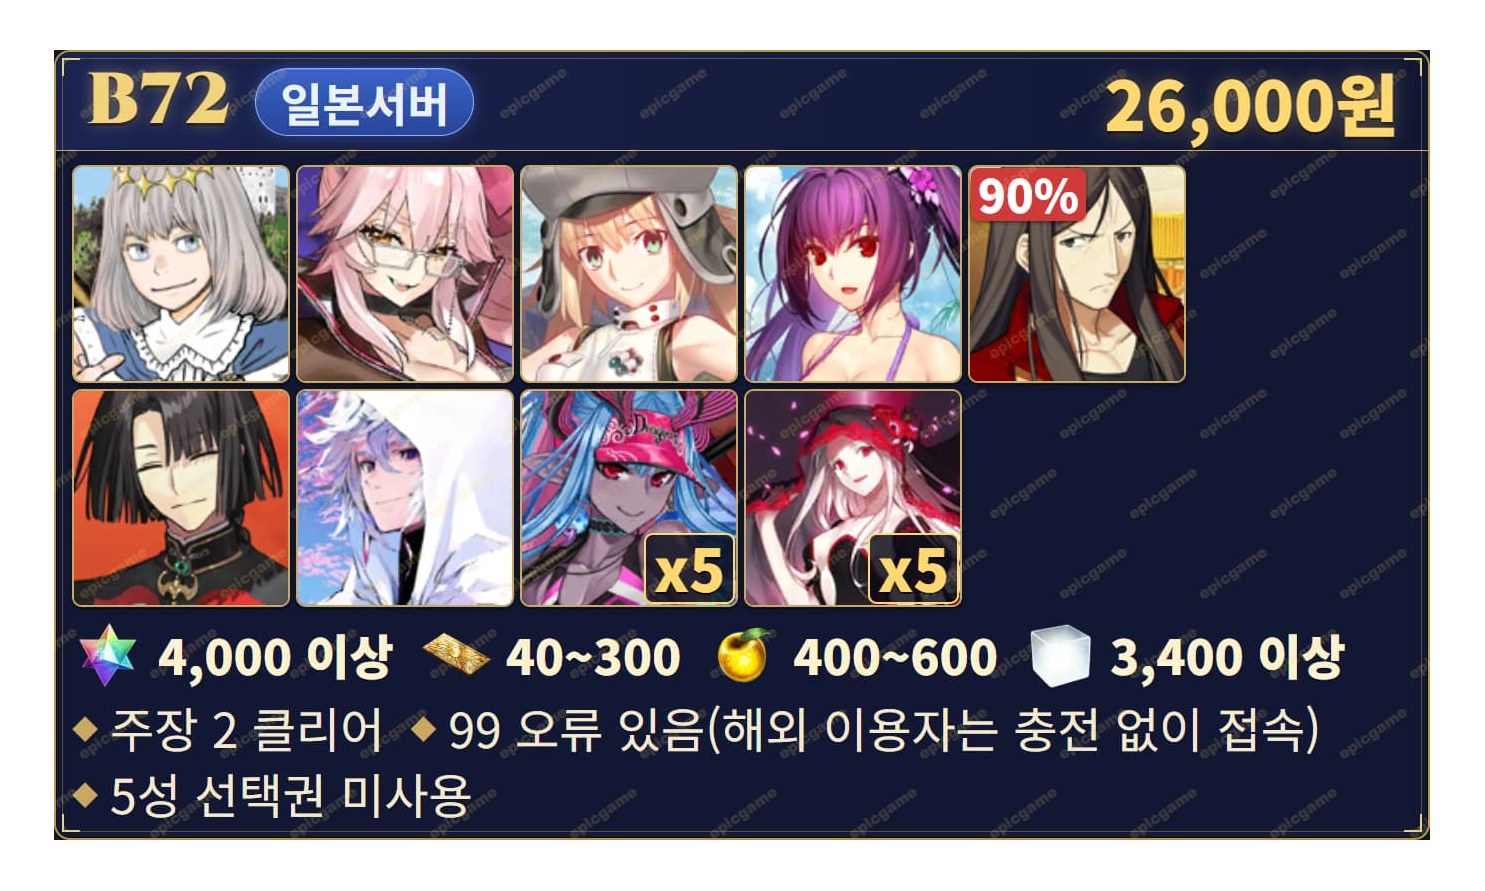 B72 일본서버 26,000원
90%
x5 x5
4,000 이상 40~300 400~600 3,400 이상
◆ 주장 2 클리어 ◆ 99 오류 있음(해외 이용자는 충전 없이 접속)
◆ 5성 선택권 미사용
epicgame